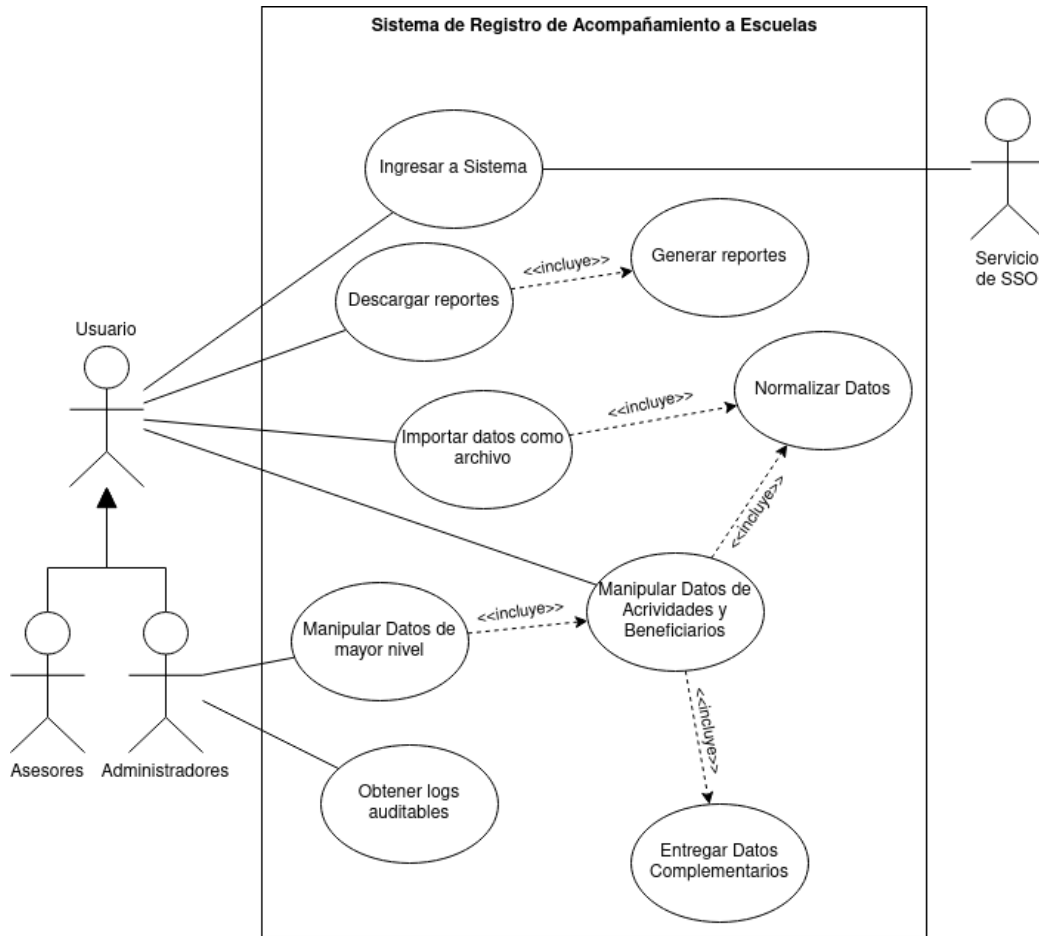 Sistema de Registro de Acompañamiento a Escuelas
Ingresar a Sistema
Servicio
de SSO
<<incluye>>
Generar reportes
Descargar reportes
Usuario
<<incluye>>
Normalizar Datos
Importar datos como
archivo
<<incluye>>
Manipular Datos de
Acrividades y
Beneficiarios
<<incluye>>
Manipular Datos de
mayor nivel
<<incluye>>
Asesores
Administradores
Obtener logs
auditables
Entregar Datos
Complementarios